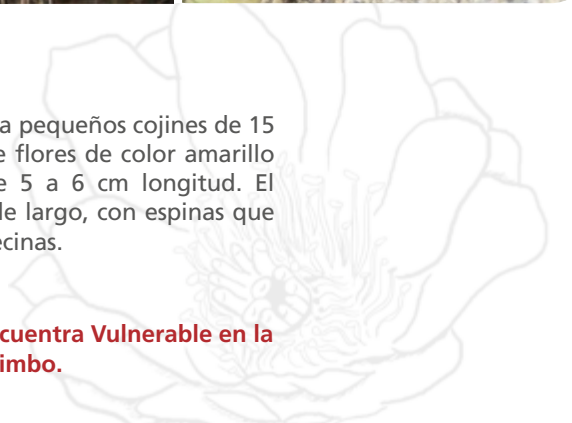 a pequeños cojines de 15
flores de color amarillo
5 a 6 cm longitud. El
de largo, con espinas que
ecinas.
cuentra Vulnerable en la
imbo.